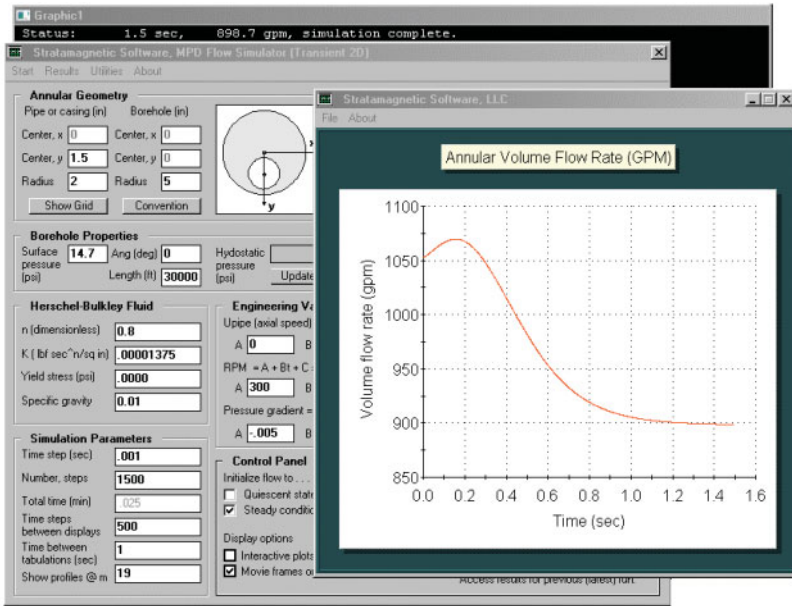 Graphic1
Status: 1.5 sec, 898.7 gpm, simulation complete.
Stratamagnetic Software, MPD Flow Simulator (Transient 2D)
Start Results Utilities About
Annular Geometry
Pipe or casing (in) Borehole (in)
Center, x 0 Center, x 0
Center, y 1.5 Center, y 0
Radius 2 Radius 5
Show Grid Convention
x
y
Borehole Properties
Surface pressure (psi) 14.7 Ang (deg) 0
Length (ft) 30000
Hydostatic pressure (psi)
Update
Herschel-Bulkley Fluid
n (dimensionless) 0.8
K ( lbf sec^n/sq in) .00001375
Yield stress (psi) .0000
Specific gravity 0.01
Engineering Va
Upipe (axial speed)
A 0 B
RPM = A + Bt + C
A 300 B
Pressure gradient =
A -.005 B
Simulation Parameters
Time step (sec) .001
Number, steps 1500
Total time (min) .025
Time steps between displays 500
Time between tabulations (sec) 1
Show profiles @ m 19
Control Panel
Initialize flow to . . .
Quiescent state
Steady conditio
Display options
Interactive plots
Movie frames o
Access results for previous (latest) run.
Stratamagnetic Software, LLC
File About
Annular Volume Flow Rate (GPM)
Volume flow rate (gpm)
1100
1050
1000
950
900
850
0.0 0.2 0.4 0.6 0.8 1.0 1.2 1.4 1.6
Time (sec)